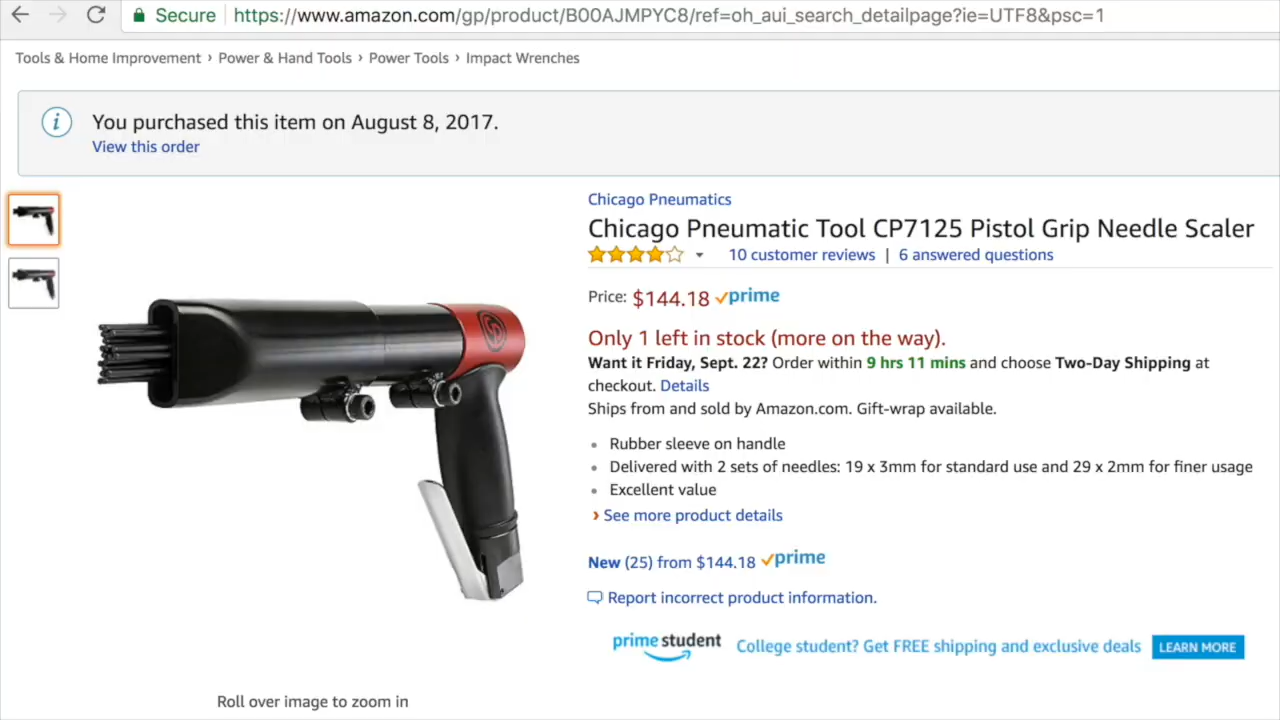 Secure
https://www.amazon.com/gp/product/B00AJMPYC8/ref=oh_aui_search_detailpage?ie=UTF8&psc=1
Tools & Home Improvement › Power & Hand Tools › Power Tools › Impact Wrenches
You purchased this item on August 8, 2017.
View this order
Chicago Pneumatics
Chicago Pneumatic Tool CP7125 Pistol Grip Needle Scaler
10 customer reviews | 6 answered questions
Price: $144.18 prime
Only 1 left in stock (more on the way).
Want it Friday, Sept. 22? Order within 9 hrs 11 mins and choose Two-Day Shipping at
checkout. Details
Ships from and sold by Amazon.com. Gift-wrap available.
Rubber sleeve on handle
Delivered with 2 sets of needles: 19 x 3mm for standard use and 29 x 2mm for finer usage
Excellent value
› See more product details
New (25) from $144.18 prime
Report incorrect product information.
prime student College student? Get FREE shipping and exclusive deals LEARN MORE
Roll over image to zoom in